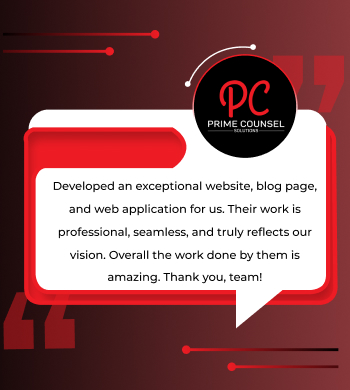 PC
PRIME COUNSEL
SOLUTIONS
Developed an exceptional website, blog page,
and web application for us. Their work is
professional, seamless, and truly reflects our
vision. Overall the work done by them is
amazing. Thank you, team!